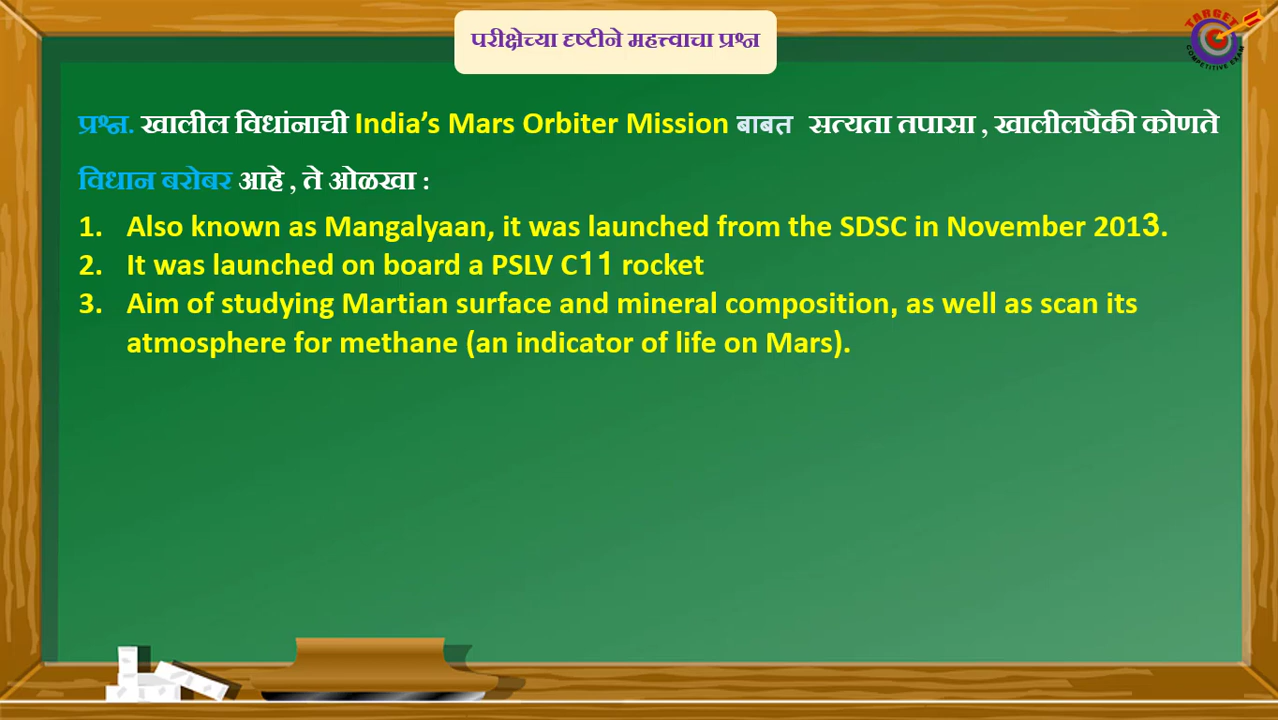 परीक्षेच्या दृष्टीने महत्त्वाचा प्रश्न
TARGET
COMPETITIVE EXAM
प्रश्न. खालील विधांनाची India’s Mars Orbiter Mission बाबत सत्यता तपासा , खालीलपैकी कोणते
विधान बरोबर आहे , ते ओळखा :
1. Also known as Mangalyaan, it was launched from the SDSC in November 2013.
2. It was launched on board a PSLV C11 rocket
3. Aim of studying Martian surface and mineral composition, as well as scan its
atmosphere for methane (an indicator of life on Mars).